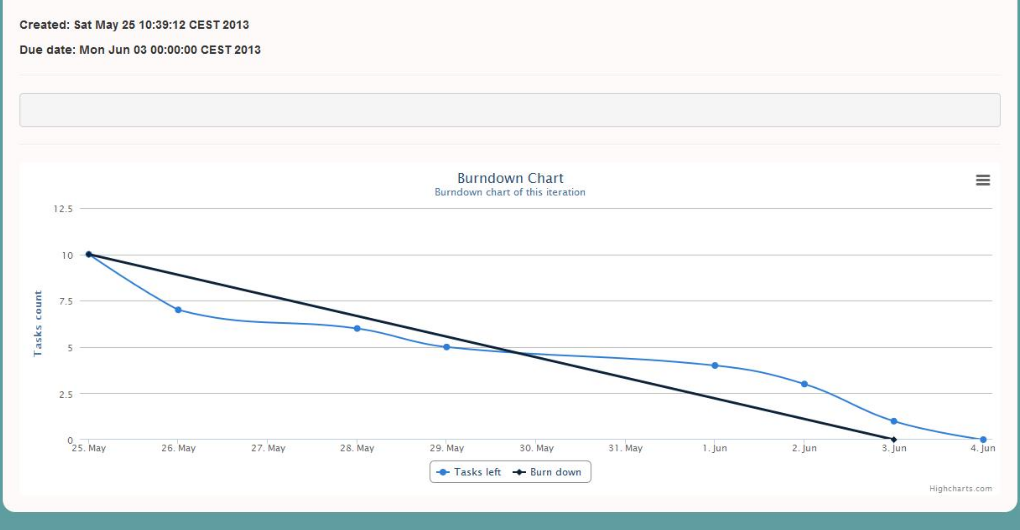 Created: Sat May 25 10:39:12 CEST 2013
Due date: Mon Jun 03 00:00:00 CEST 2013
Burndown Chart
Burndown chart of this iteration
Tasks count
12.5
10
7.5
5
2.5
0
25. May 26. May 27. May 28. May 29. May 30. May 31. May 1. Jun 2. Jun 3. Jun 4. Jun
Tasks left Burn down
Highcharts.com